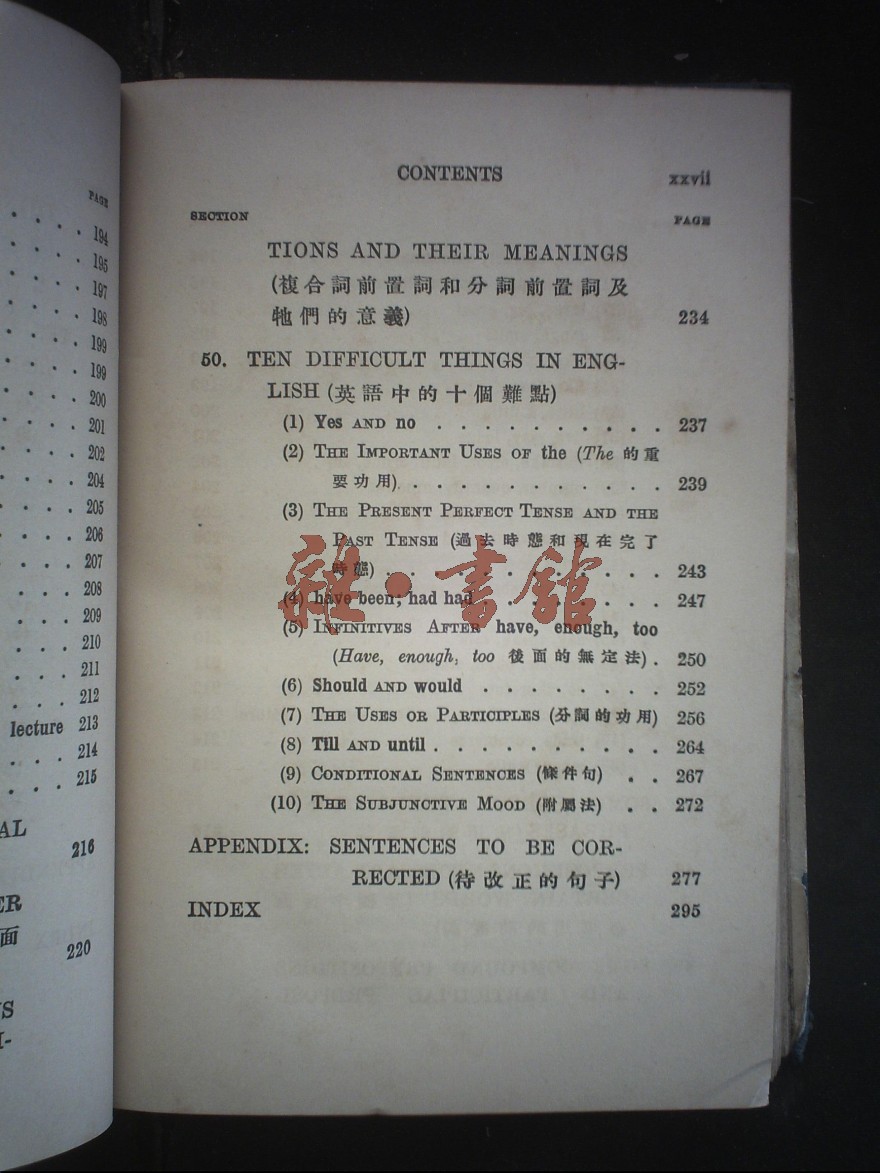 PAGE
194
195
197
198
199
199
200
201
202
204
205
206
207
208
209
210
211
212
lecture 213
214
215
AL
216
ER
面
220
NS
I-
CONTENTS xxvii
SECTION PAGE
TIONS AND THEIR MEANINGS
(複合詞前置詞和分詞前置詞及
牠們的意義) 234
50. TEN DIFFICULT THINGS IN ENG-
LISH (英語中的十個難點)
(1) Yes AND no . . . . . . . . . . 237
(2) THE IMPORTANT USES OF the (The 的重
要功用). . . . . . . . . . . . 239
(3) THE PRESENT PERFECT TENSE AND THE
PAST TENSE (過去時態和現在完了
時態) . . . . . . . . . . . . 243
(4) have been; had had . . . . . . . 247
(5) INFINITIVES AFTER have, enough, too
(Have, enough, too 後面的無定法) . 250
(6) Should AND would . . . . . . . . 252
(7) THE USES OR PARTICIPLES (分詞的功用) 256
(8) Till AND until . . . . . . . . . . 264
(9) CONDITIONAL SENTENCES (條件句) . . 267
(10) THE SUBJUNCTIVE MOOD (附屬法) . . 272
APPENDIX: SENTENCES TO BE COR-
RECTED (待改正的句子) 277
INDEX 295
雜·書館